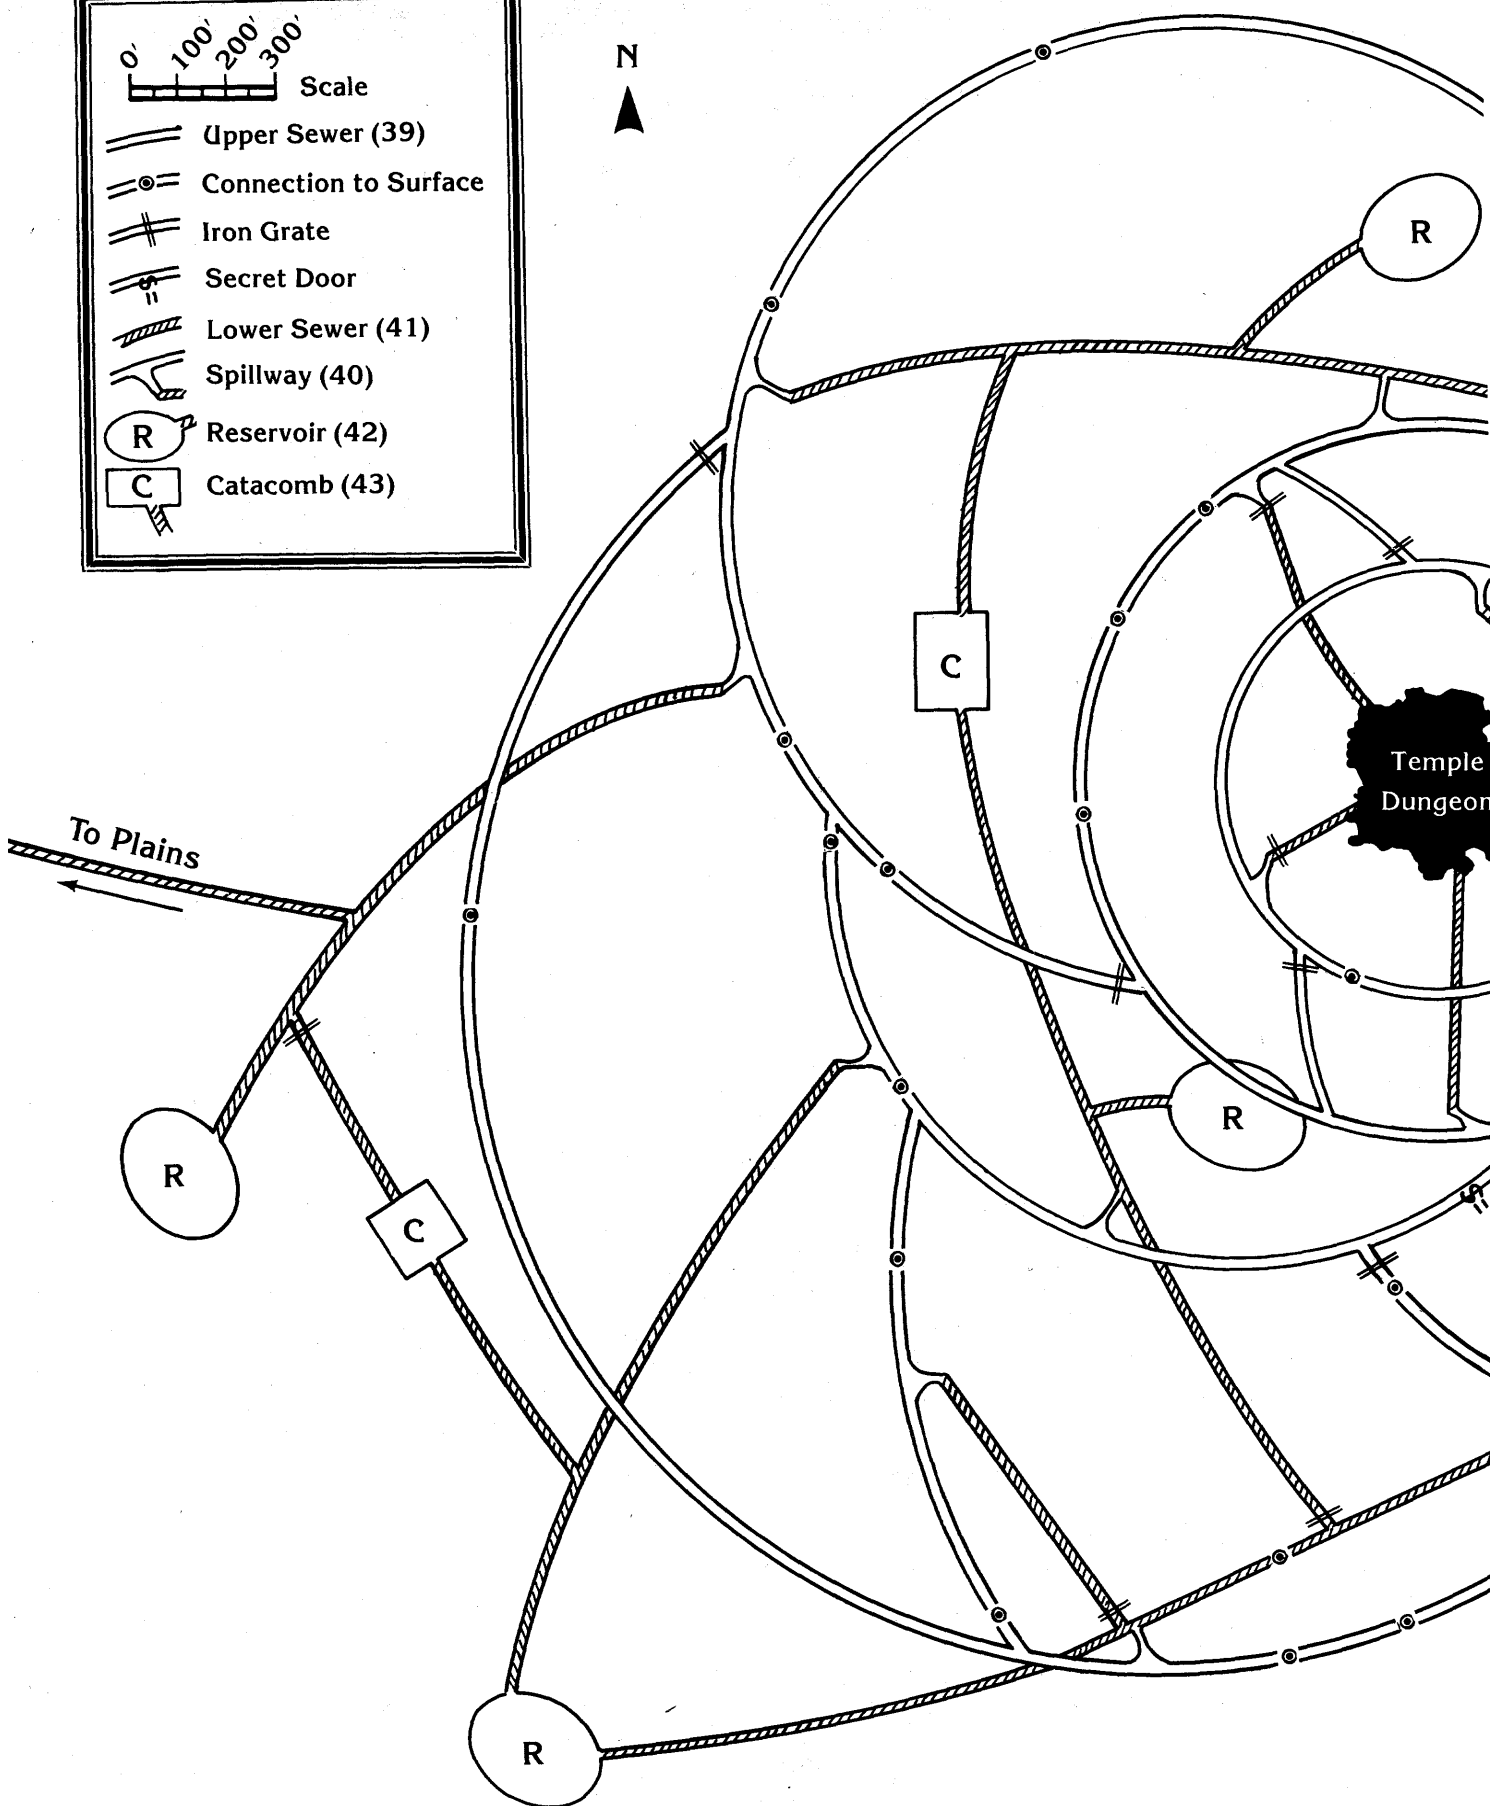 0' 100' 200' 300'
Scale
Upper Sewer (39)
Connection to Surface
Iron Grate
S
Secret Door
Lower Sewer (41)
Spillway (40)
R
Reservoir (42)
C
Catacomb (43)
N
R
C
Temple
Dungeon
To Plains
R
R
S
C
R